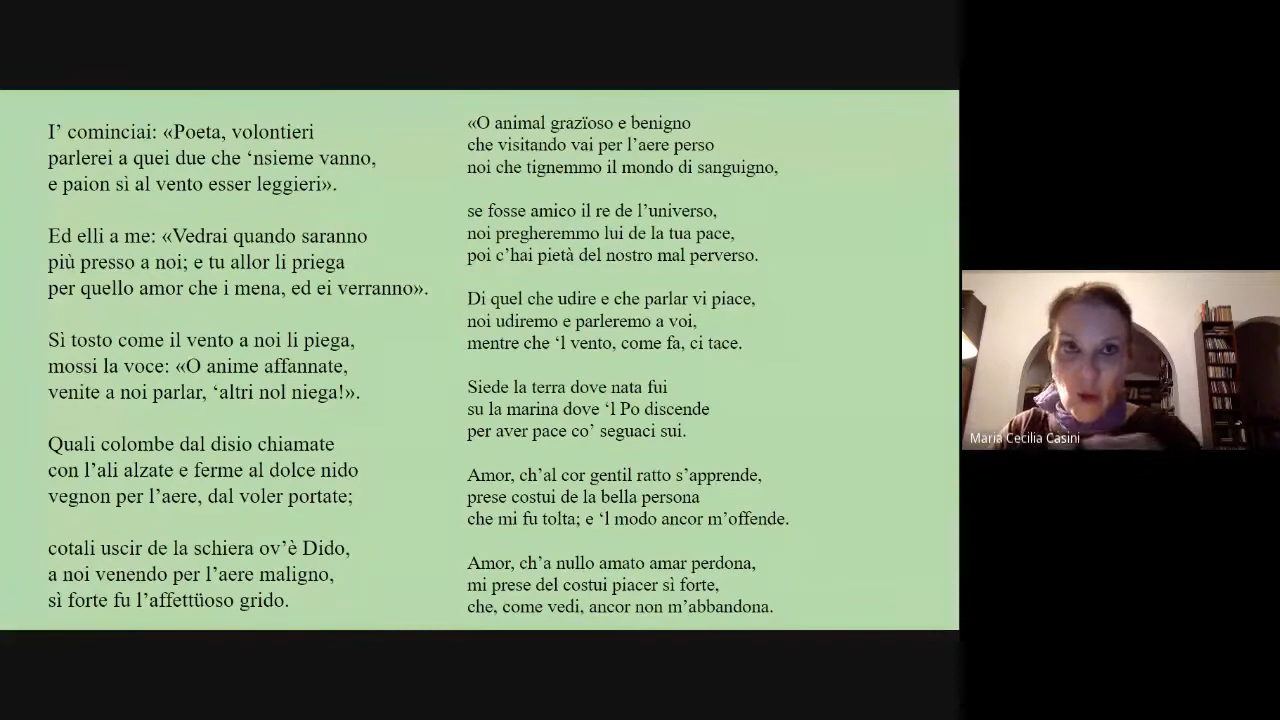 I’ cominciai: «Poeta, volontieri
parlerei a quei due che ‘nsieme vanno,
e paion sì al vento esser leggieri».
Ed elli a me: «Vedrai quando saranno
più presso a noi; e tu allor li priega
per quello amor che i mena, ed ei verranno».
Sì tosto come il vento a noi li piega,
mossi la voce: «O anime affannate,
venite a noi parlar, ‘altri nol niega!».
Quali colombe dal disio chiamate
con l’ali alzate e ferme al dolce nido
vegnon per l’aere, dal voler portate;
cotali uscir de la schiera ov’è Dido,
a noi venendo per l’aere maligno,
sì forte fu l’affettüoso grido.
«O animal grazïoso e benigno
che visitando vai per l’aere perso
noi che tignemmo il mondo di sanguigno,
se fosse amico il re de l’universo,
noi pregheremmo lui de la tua pace,
poi c’hai pietà del nostro mal perverso.
Di quel che udire e che parlar vi piace,
noi udiremo e parleremo a voi,
mentre che ‘l vento, come fa, ci tace.
Siede la terra dove nata fui
su la marina dove ‘l Po discende
per aver pace co’ seguaci sui.
Amor, ch’al cor gentil ratto s’apprende,
prese costui de la bella persona
che mi fu tolta; e ‘l modo ancor m’offende.
Amor, ch’a nullo amato amar perdona,
mi prese del costui piacer sì forte,
che, come vedi, ancor non m’abbandona.
Maria Cecilia Casini